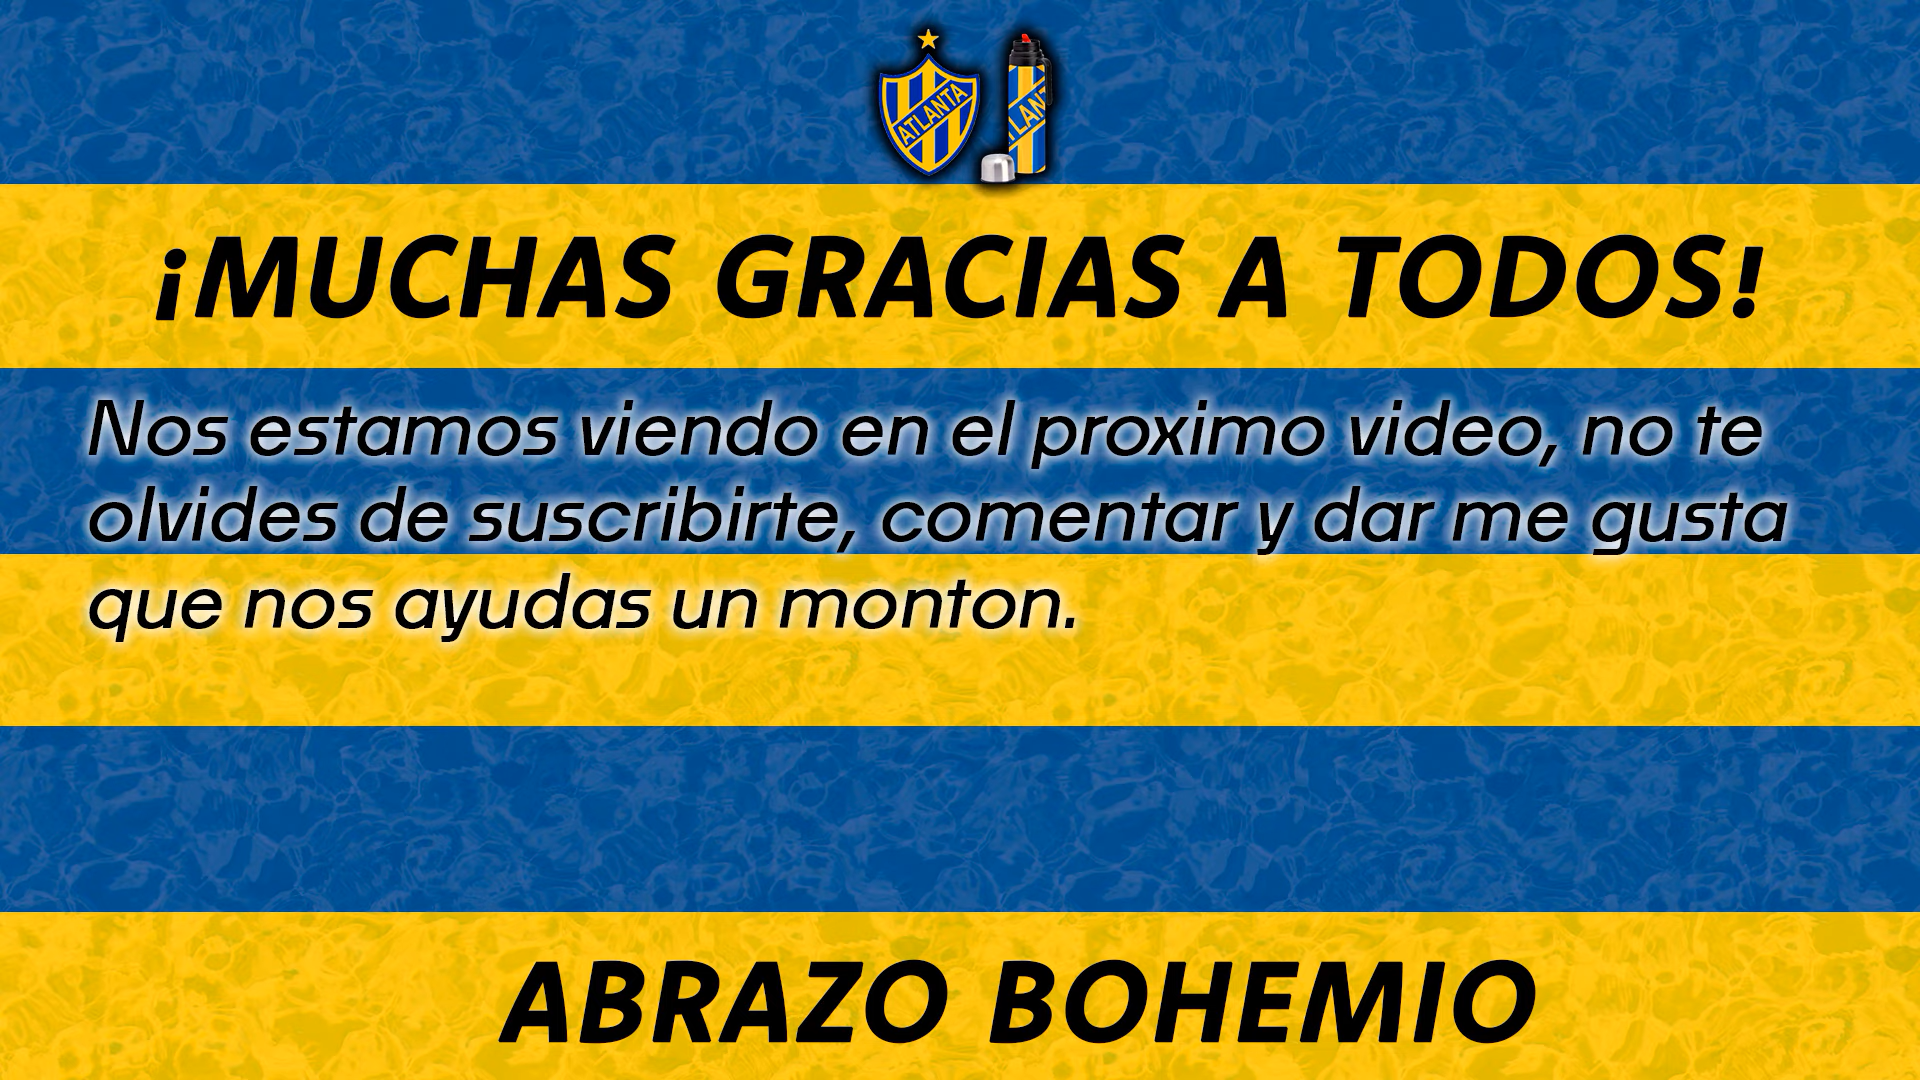 ATLANTA
¡MUCHAS GRACIAS A TODOS!
Nos estamos viendo en el proximo video, no te
olvides de suscribirte, comentar y dar me gusta
que nos ayudas un monton.
ABRAZO BOHEMIO